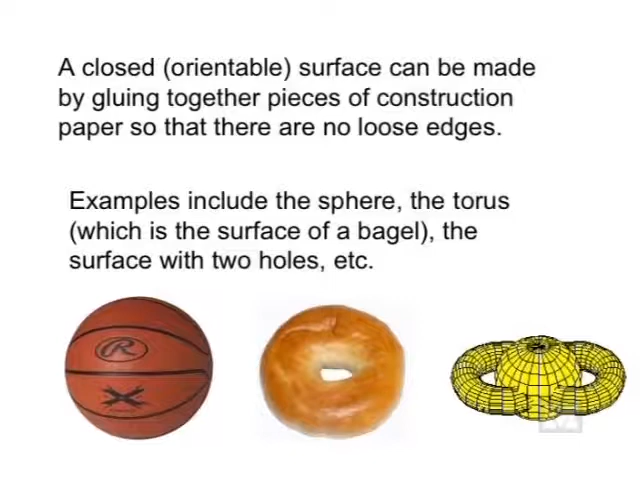 A closed (orientable) surface can be made
by gluing together pieces of construction
paper so that there are no loose edges.
Examples include the sphere, the torus
(which is the surface of a bagel), the
surface with two holes, etc.
R